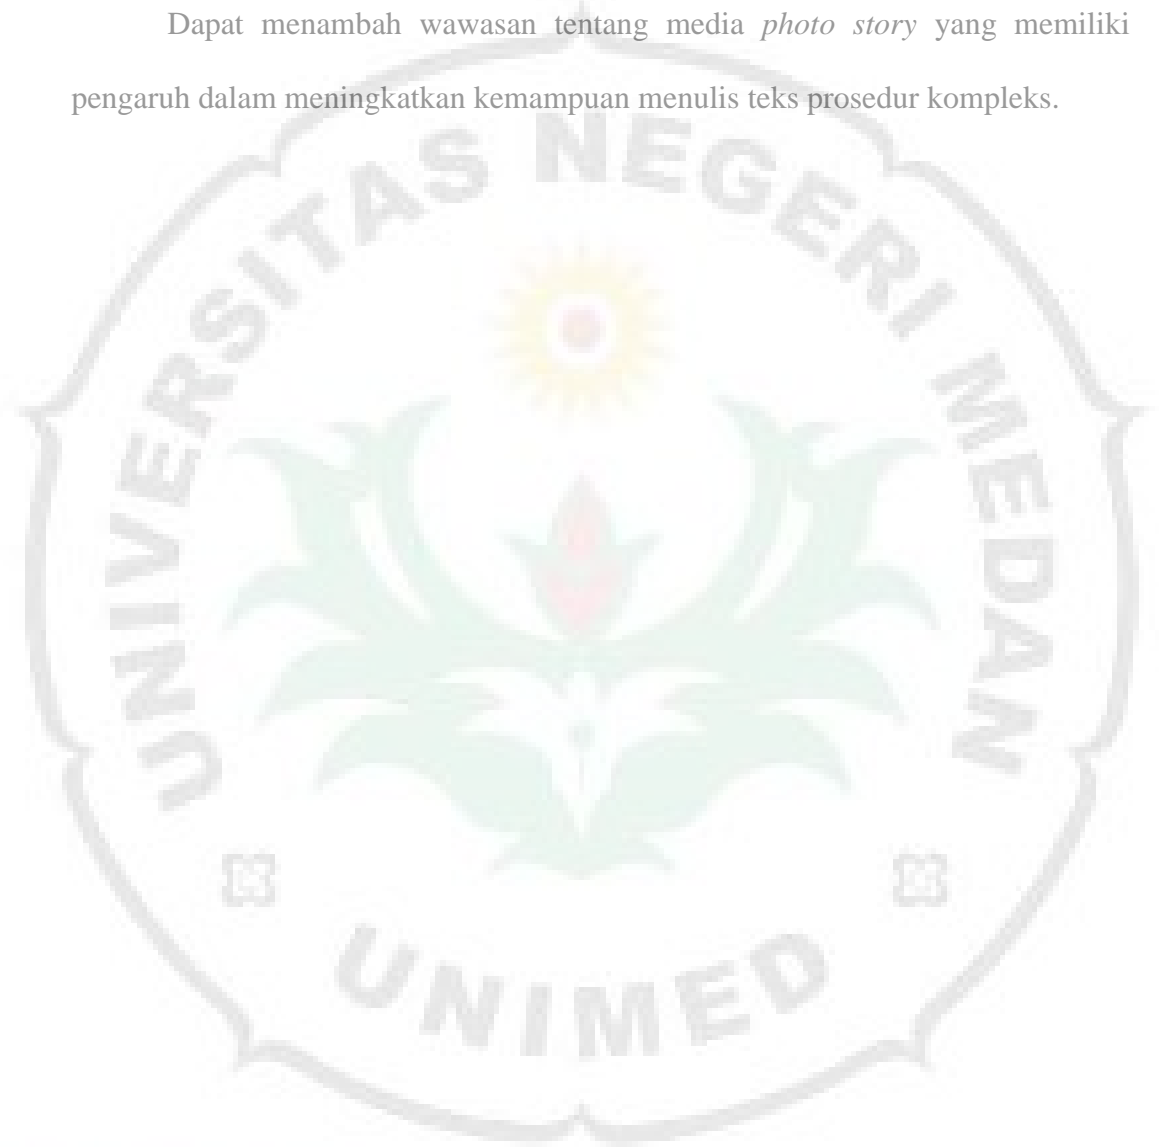 Dapat menambah wawasan tentang media photo story yang memiliki
pengaruh dalam meningkatkan kemampuan menulis teks prosedur kompleks.
UNIVERSITAS NEGERI MEDAN
UNIMED